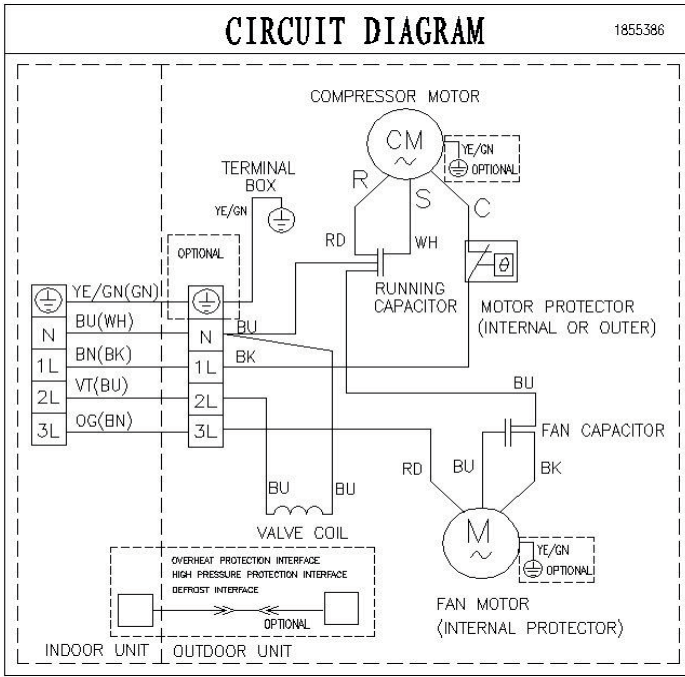 CIRCUIT DIAGRAM
1855386
COMPRESSOR MOTOR
CM
~
YE/GN
OPTIONAL
TERMINAL
BOX
YE/GN
R
S
C
RD
WH
OPTIONAL
θ
RUNNING
CAPACITOR
MOTOR PROTECTOR
(INTERNAL OR OUTER)
YE/GN(GN)
N
BU(WH)
N
BU
1L
BN(BK)
1L
BK
2L
VT(BU)
2L
BU
3L
OG(BN)
3L
FAN CAPACITOR
RD
BU
BK
BU
BU
VALVE COIL
M
~
YE/GN
OPTIONAL
OVERHEAT PROTECTION INTERFACE
HIGH PRESSURE PROTECTION INTERFACE
DEFROST INTERFACE
OPTIONAL
FAN MOTOR
(INTERNAL PROTECTOR)
INDOOR UNIT
OUTDOOR UNIT